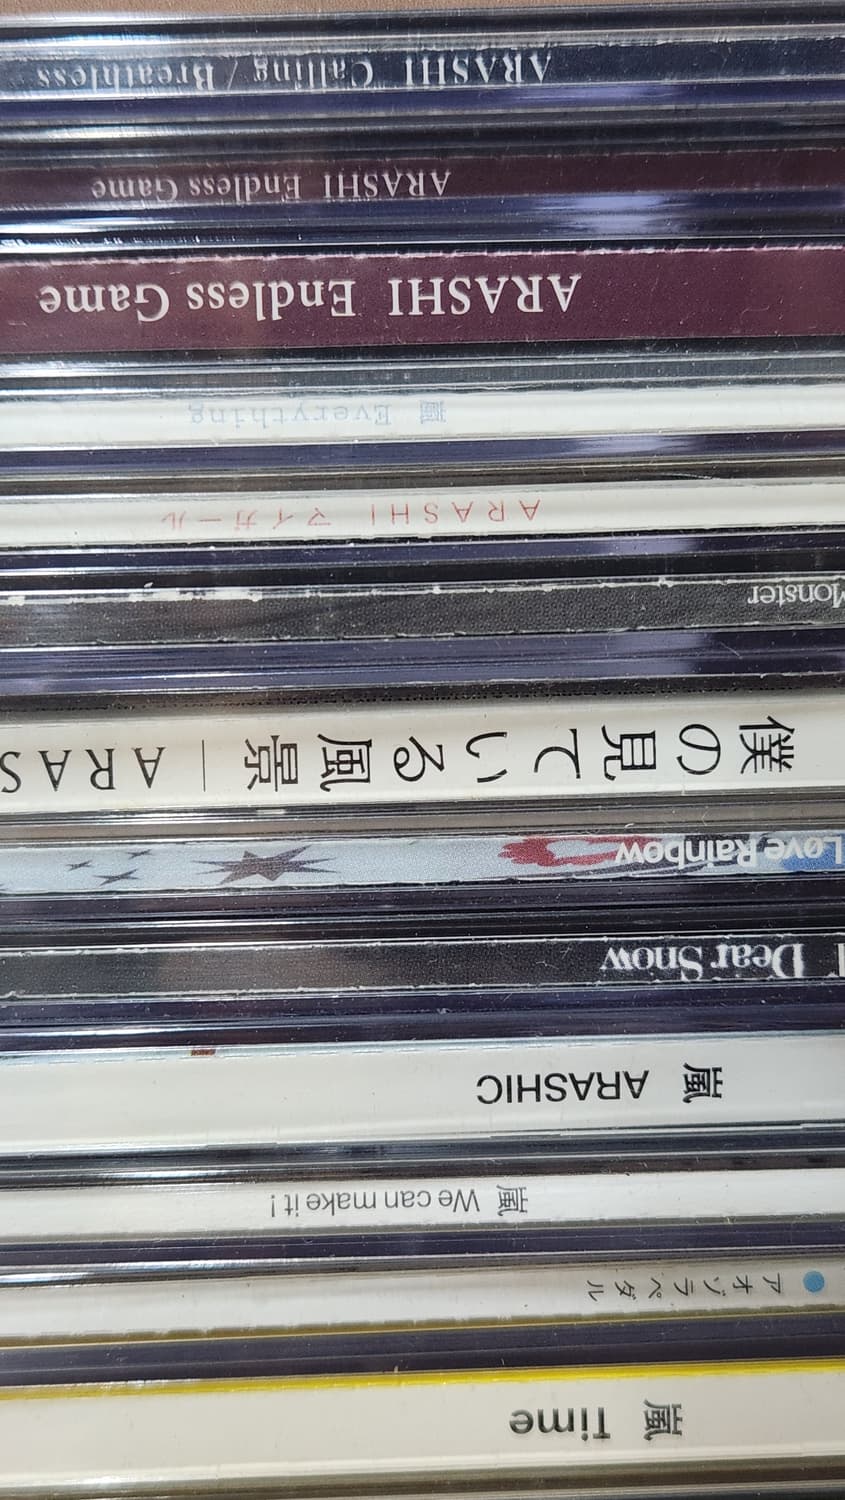 ARASHI Calling / Breathless
ARASHI Endless Game
ARASHI Endless Game
嵐 Everything
ARASHI マイガール
Monster
僕の見ている風景 | ARAS
Love Rainbow
Dear Snow
嵐 ARASHIC
嵐 We can make it!
アオゾラペダル
嵐 Time